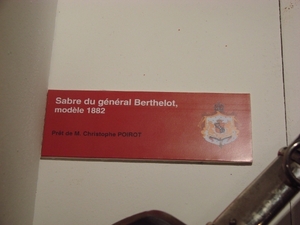 Sabre du général Berthelot,
modèle 1882
Prêt de M. Christophe POIROT